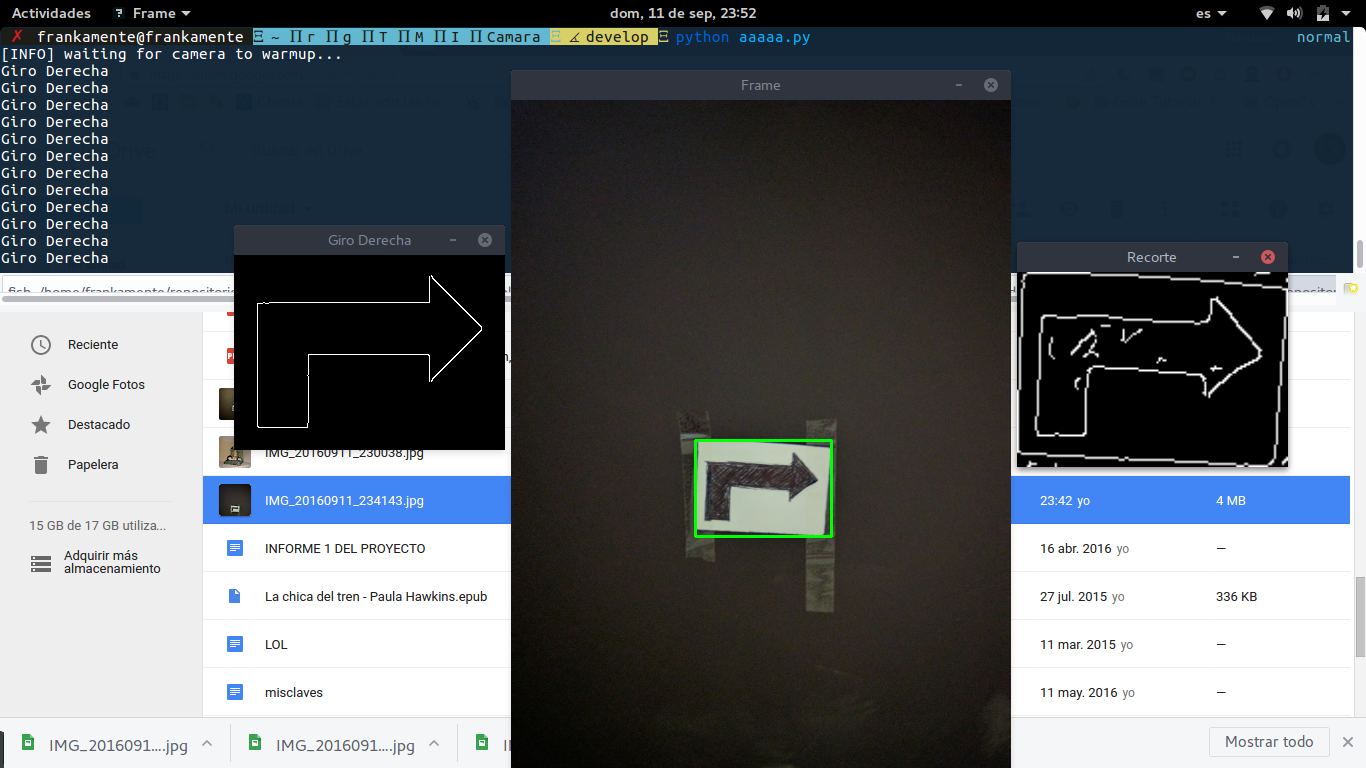 Actividades Frame dom, 11 de sep, 23:52 es
✗ frankamente@frankamente Ξ ~ ∏r ∏g ∏T ∏M ∏I ∏Camara Ξ ∡ develop Ξ python aaaaa.py normal
[INFO] waiting for camera to warmup...
Giro Derecha
Giro Derecha
Giro Derecha
Giro Derecha
Giro Derecha
Giro Derecha
Giro Derecha
Giro Derecha
Giro Derecha
Giro Derecha
Giro Derecha
Giro Derecha
Frame
Giro Derecha
Recorte
Reciente
Google Fotos
Destacado
Papelera
15 GB de 17 GB utiliza...
Adquirir más
almacenamiento
IMG_20160911_230038.jpg
IMG_20160911_234143.jpg 23:42 yo 4 MB
INFORME 1 DEL PROYECTO 16 abr. 2016 yo —
La chica del tren - Paula Hawkins.epub 27 jul. 2015 yo 336 KB
LOL 11 mar. 2015 yo —
misclaves 11 may. 2016 yo —
IMG_2016091....jpg IMG_2016091....jpg Mostrar todo